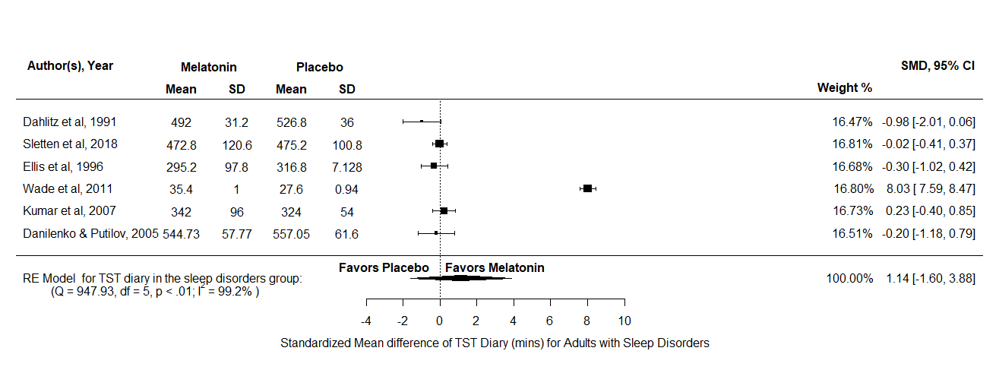 Author(s), Year Melatonin Placebo SMD, 95% CI
Mean SD Mean SD Weight %
Dahlitz et al, 1991 492 31.2 526.8 36 16.47% -0.98 [-2.01, 0.06]
Sletten et al, 2018 472.8 120.6 475.2 100.8 16.81% -0.02 [-0.41, 0.37]
Ellis et al, 1996 295.2 97.8 316.8 7.128 16.68% -0.30 [-1.02, 0.42]
Wade et al, 2011 35.4 1 27.6 0.94 16.80% 8.03 [ 7.59, 8.47]
Kumar et al, 2007 342 96 324 54 16.73% 0.23 [-0.40, 0.85]
Danilenko & Putilov, 2005 544.73 57.77 557.05 61.6 16.51% -0.20 [-1.18, 0.79]
Favors Placebo Favors Melatonin
RE Model for TST diary in the sleep disorders group: 100.00% 1.14 [-1.60, 3.88]
(Q = 947.93, df = 5, p < .01; I² = 99.2% )
-4 -2 0 2 4 6 8 10
Standardized Mean difference of TST Diary (mins) for Adults with Sleep Disorders